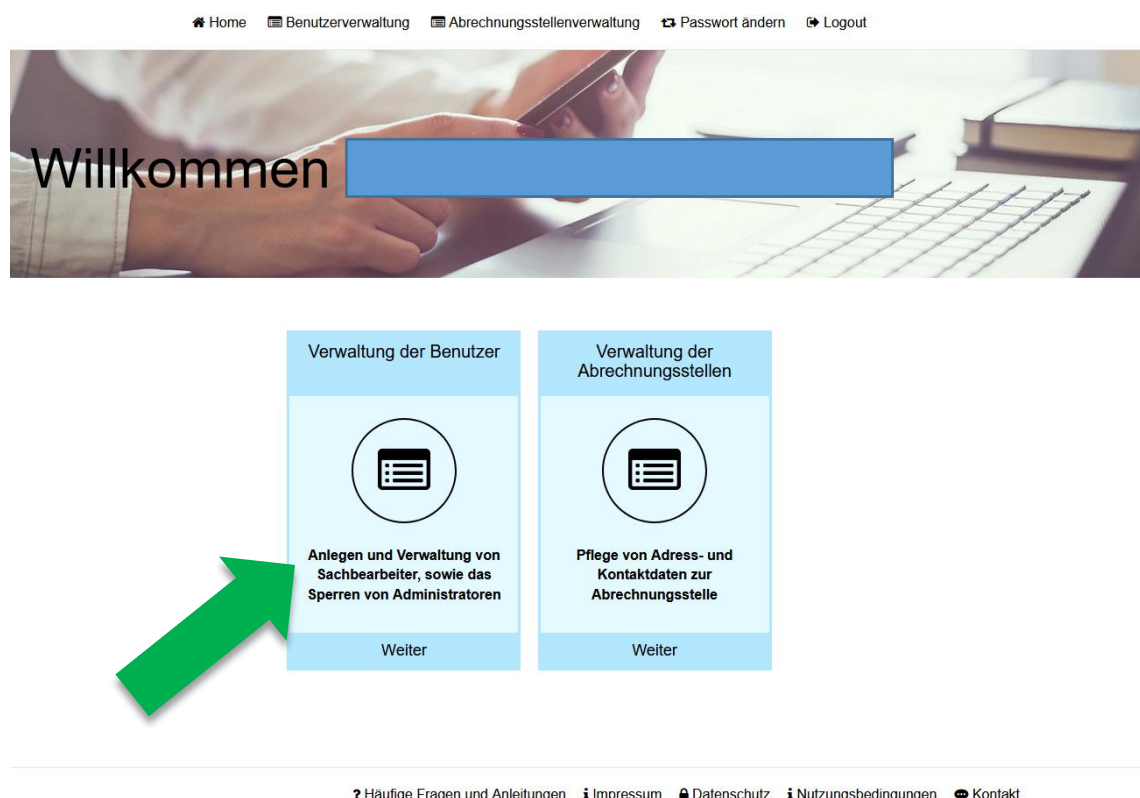 Home Benutzerverwaltung Abrechnungsstellenverwaltung Passwort ändern Logout
Willkommen
Verwaltung der Benutzer
Anlegen und Verwaltung von
Sachbearbeiter, sowie das
Sperren von Administratoren
Weiter
Verwaltung der
Abrechnungsstellen
Pflege von Adress- und
Kontaktdaten zur
Abrechnungsstelle
Weiter
? Häufige Fragen und Anleitungen i Impressum Datenschutz i Nutzungsbedingungen Kontakt